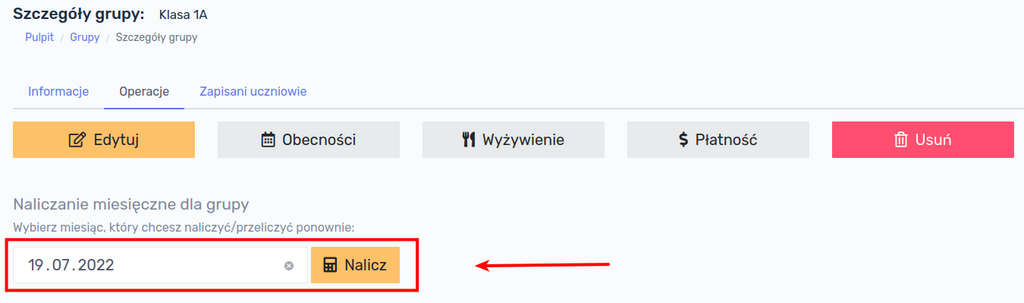 Szczegóły grupy: Klasa 1A
Pulpit / Grupy / Szczegóły grupy
Informacje Operacje Zapisani uczniowie
Edytuj Obecności Wyżywienie Płatność Usuń
Naliczanie miesięczne dla grupy
Wybierz miesiąc, który chcesz naliczyć/przeliczyć ponownie:
19.07.2022 Nalicz